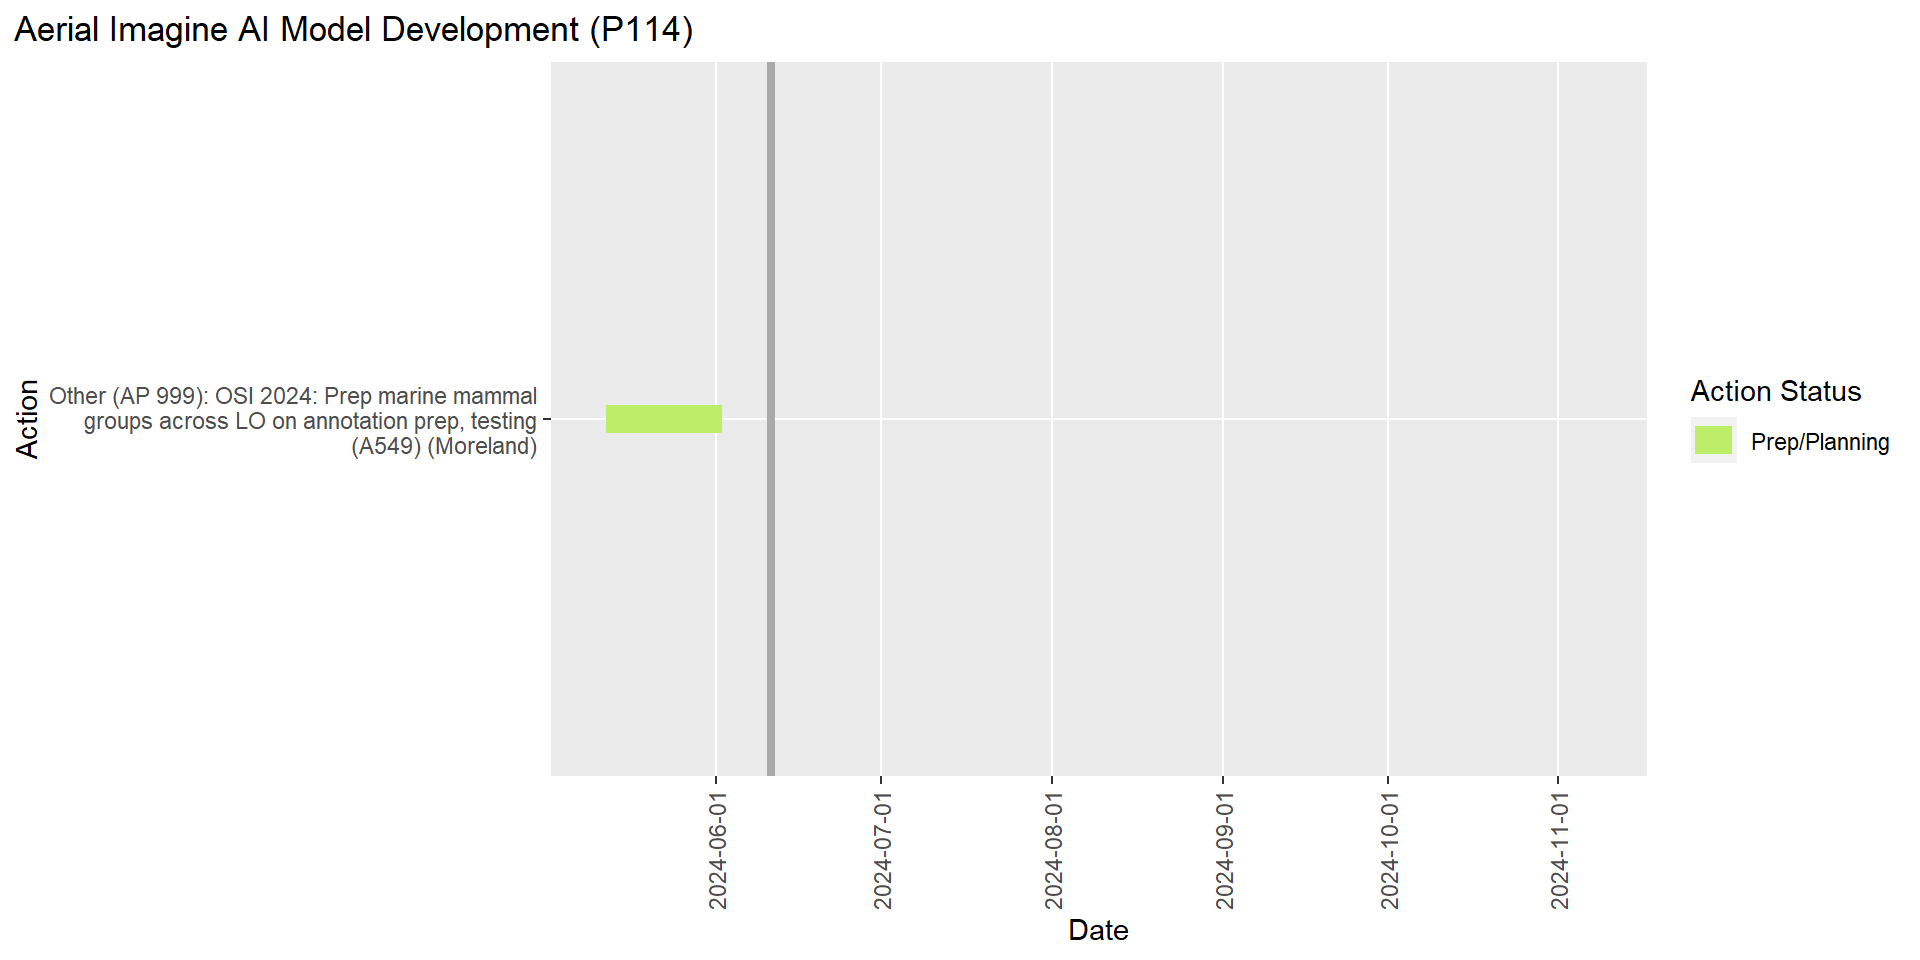 Aerial Imagine AI Model Development (P114)
Action
Other (AP 999): OSI 2024: Prep marine mammal
groups across LO on annotation prep, testing
(A549) (Moreland)
2024-06-01
2024-07-01
2024-08-01
2024-09-01
2024-10-01
2024-11-01
Date
Action Status
Prep/Planning